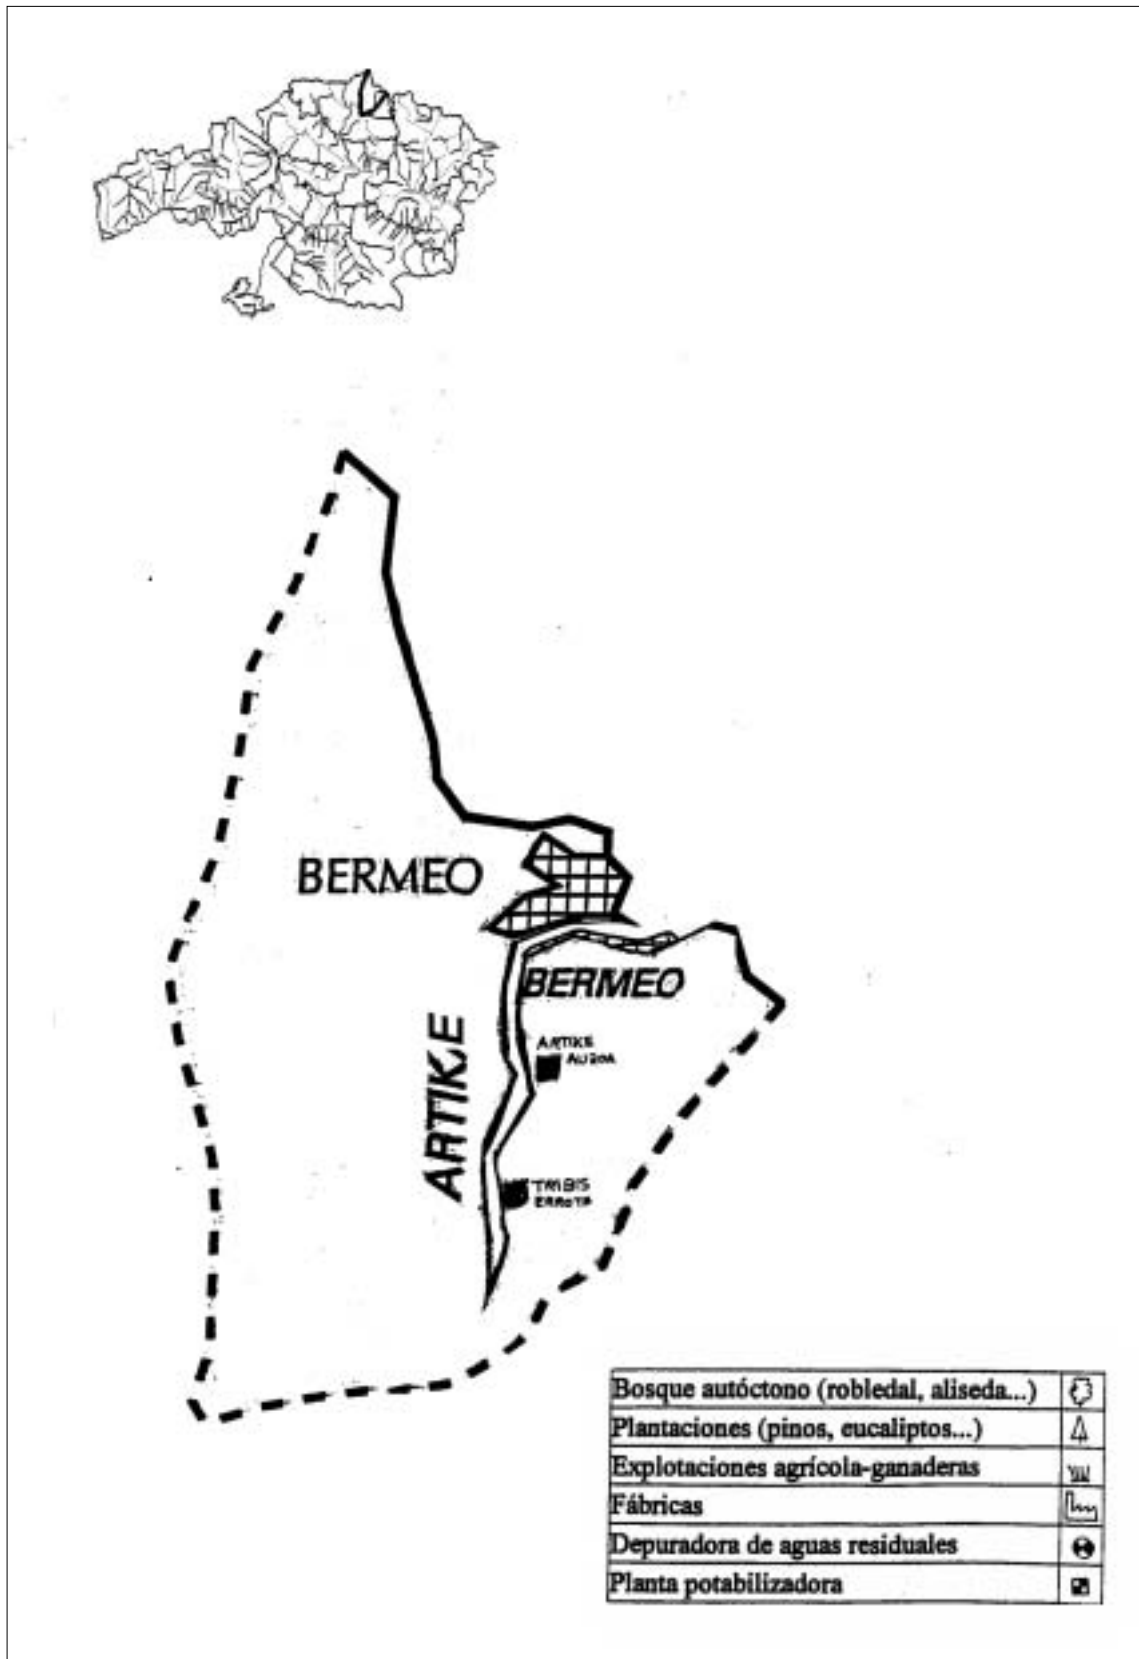 BERMEO
BERMEO
ARTIKE
ARTIKE
AUZOA
ERROTA
Bosque autóctono (robledal, aliseda...)
Plantaciones (pinos, eucaliptos...)
Explotaciones agrícola-ganaderas
Fábricas
Depuradora de aguas residuales
Planta potabilizadora